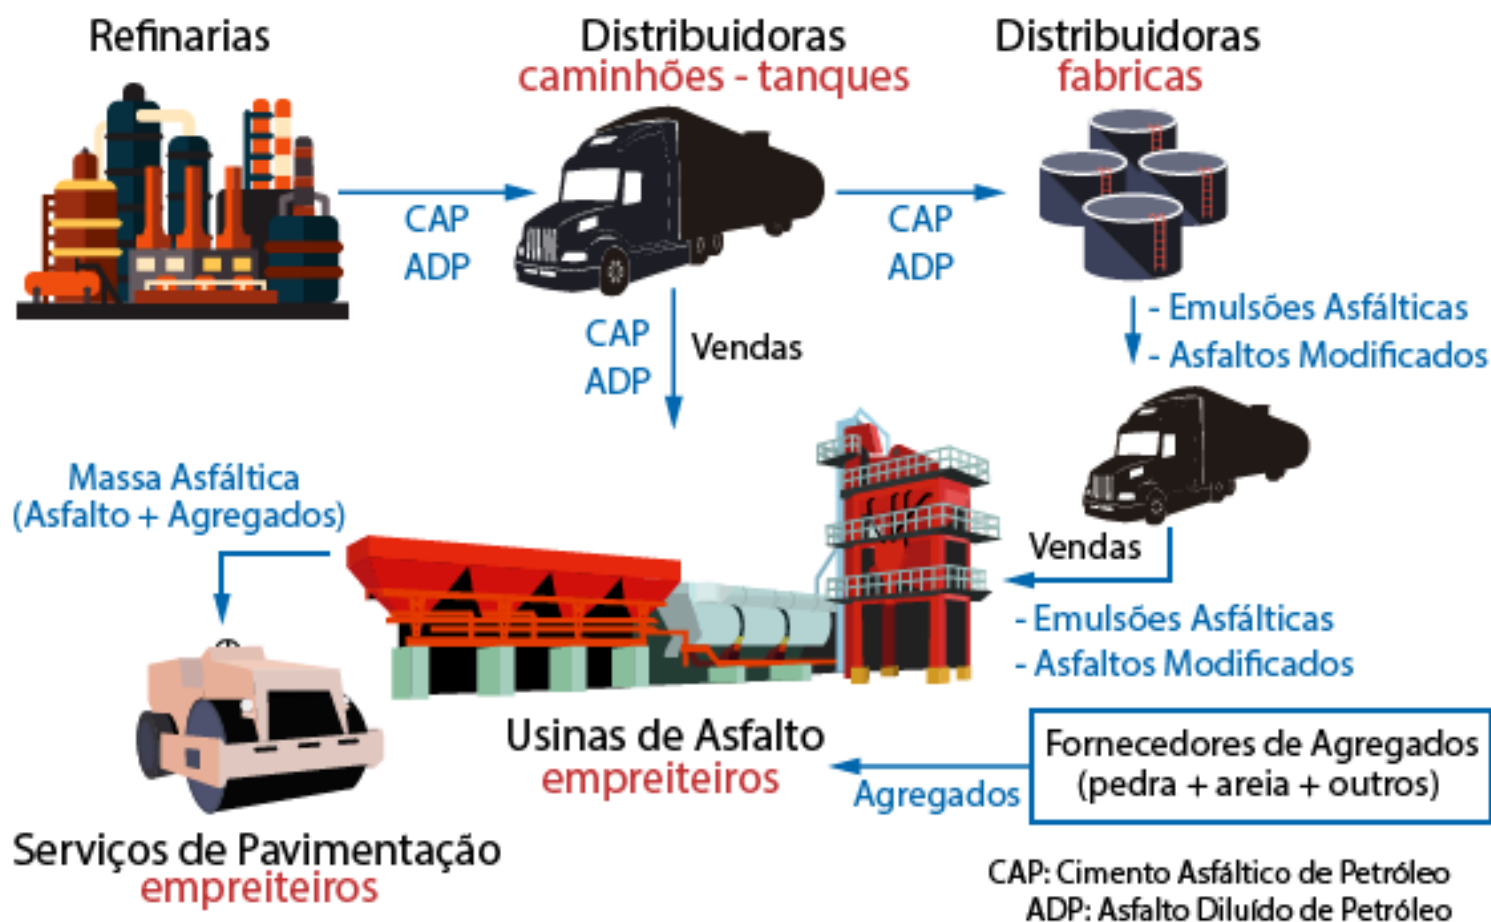 Refinarias
Distribuidoras
caminhões - tanques
Distribuidoras
fabricas
CAP
ADP
CAP
ADP
CAP
ADP
Vendas
- Emulsões Asfálticas
- Asfaltos Modificados
Massa Asfáltica
(Asfalto + Agregados)
Vendas
- Emulsões Asfálticas
- Asfaltos Modificados
Usinas de Asfalto
empreiteiros
Agregados
Fornecedores de Agregados
(pedra + areia + outros)
Serviços de Pavimentação
empreiteiros
CAP: Cimento Asfáltico de Petróleo
ADP: Asfalto Diluído de Petróleo